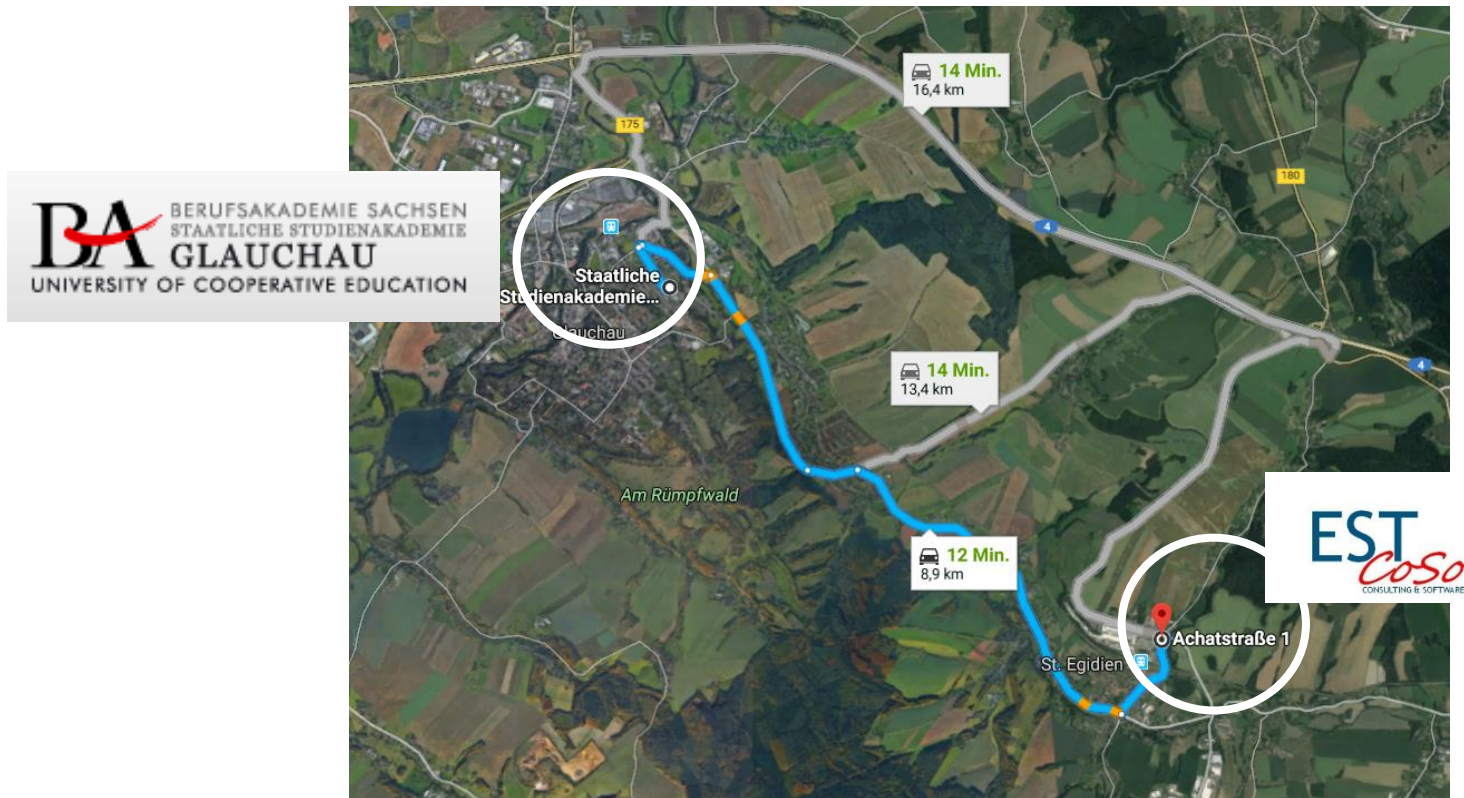 14 Min.
16,4 km
175
180
BERUFSAKADEMIE SACHSEN
STAATLICHE STUDIENAKADEMIE
BA GLAUCHAU
UNIVERSITY OF COOPERATIVE EDUCATION
4
Staatliche
Studienakademie...
Glauchau
14 Min.
13,4 km
4
Am Rümpfwald
EST
CoSo
CONSULTING & SOFTWARE
12 Min.
8,9 km
Achatstraße 1
St. Egidien